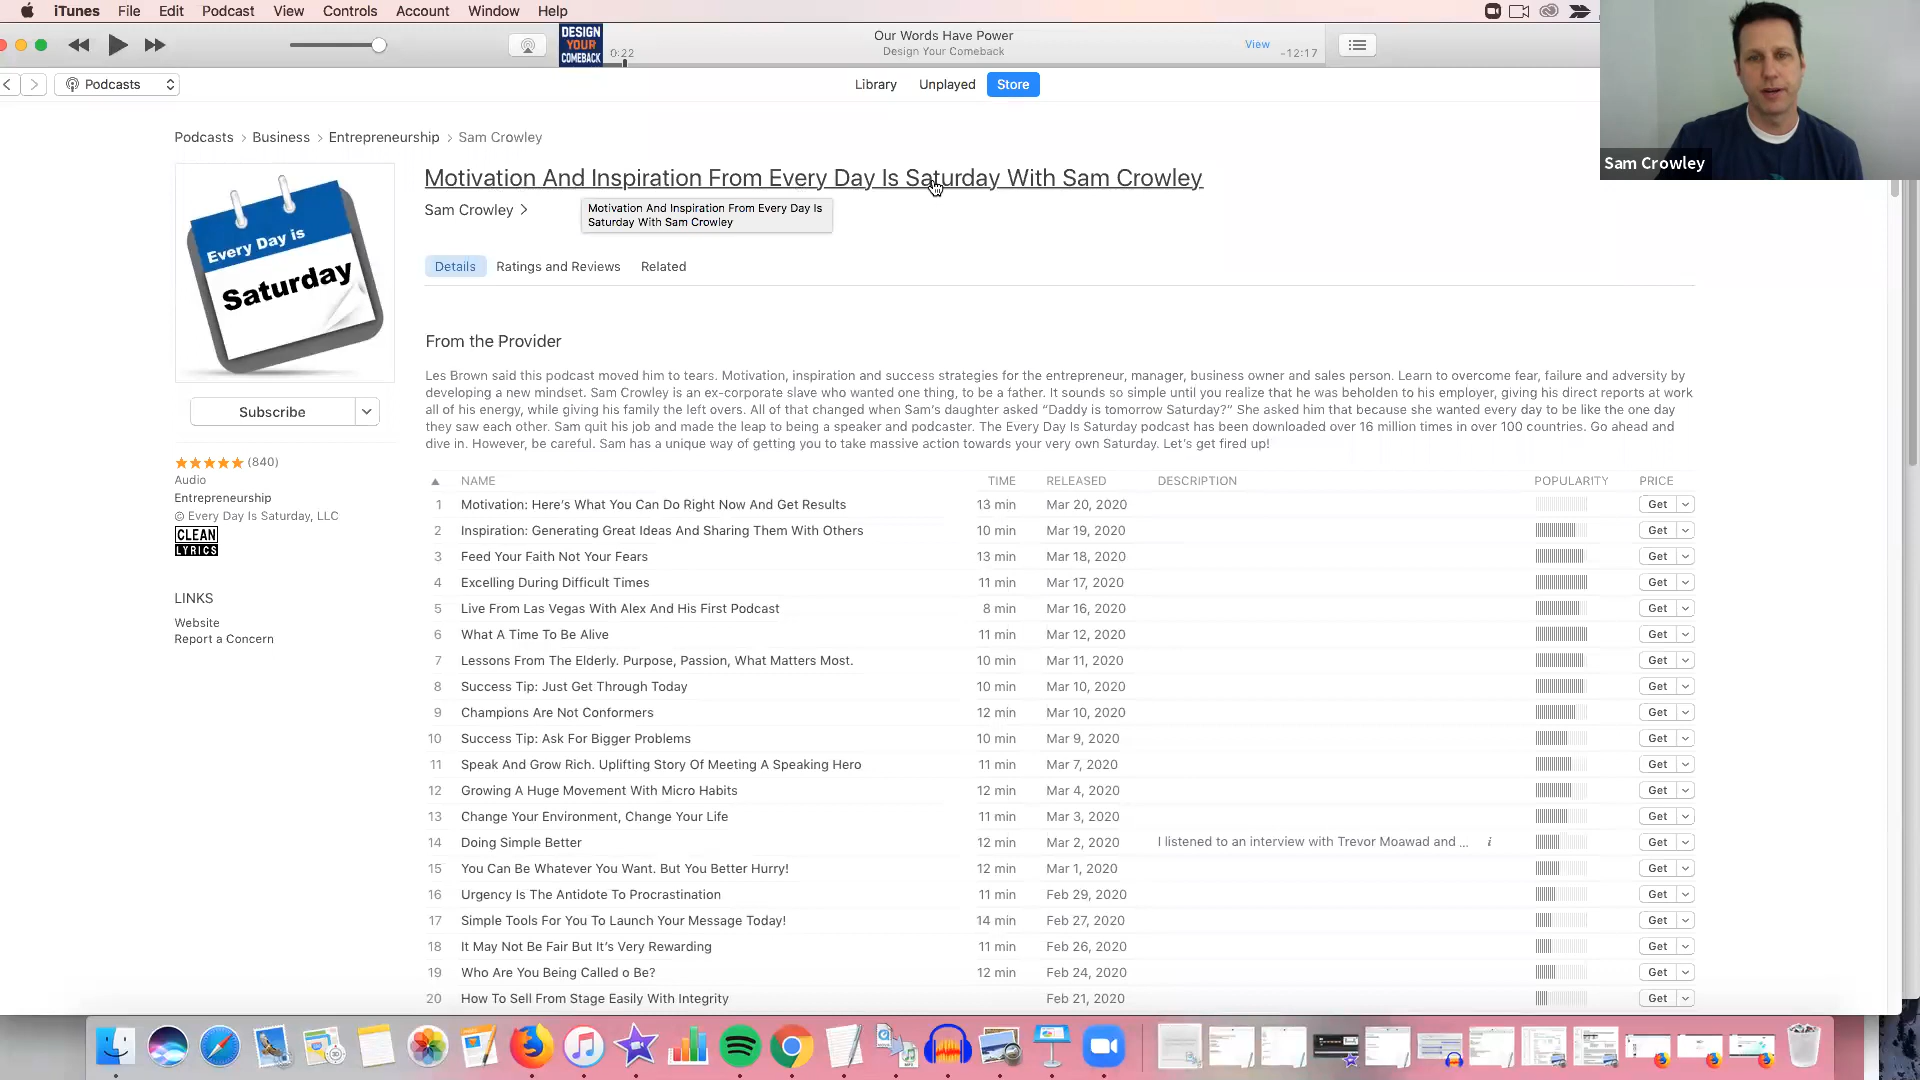 iTunes File Edit Podcast View Controls Account Window Help
DESIGN YOUR COMEBACK
0:22
Our Words Have Power
Design Your Comeback
View
-12:17
Podcasts
Library Unplayed Store
Sam Crowley
Podcasts > Business > Entrepreneurship > Sam Crowley
Every Day is
Saturday
Motivation And Inspiration From Every Day Is Saturday With Sam Crowley
Sam Crowley >
Motivation And Inspiration From Every Day Is
Saturday With Sam Crowley
Details Ratings and Reviews Related
Subscribe
(840)
Audio
Entrepreneurship
© Every Day Is Saturday, LLC
CLEAN
LYRICS
LINKS
Website
Report a Concern
From the Provider
Les Brown said this podcast moved him to tears. Motivation, inspiration and success strategies for the entrepreneur, manager, business owner and sales person. Learn to overcome fear, failure and adversity by
developing a new mindset. Sam Crowley is an ex-corporate slave who wanted one thing, to be a father. It sounds so simple until you realize that he was beholden to his employer, giving his direct reports at work
all of his energy, while giving his family the left overs. All of that changed when Sam's daughter asked “Daddy is tomorrow Saturday?” She asked him that because she wanted every day to be like the one day
they saw each other. Sam quit his job and made the leap to being a speaker and podcaster. The Every Day Is Saturday podcast has been downloaded over 16 million times in over 100 countries. Go ahead and
dive in. However, be careful. Sam has a unique way of getting you to take massive action towards your very own Saturday. Let's get fired up!
NAME TIME RELEASED DESCRIPTION POPULARITY PRICE
1 Motivation: Here's What You Can Do Right Now And Get Results 13 min Mar 20, 2020 Get
2 Inspiration: Generating Great Ideas And Sharing Them With Others 10 min Mar 19, 2020 Get
3 Feed Your Faith Not Your Fears 13 min Mar 18, 2020 Get
4 Excelling During Difficult Times 11 min Mar 17, 2020 Get
5 Live From Las Vegas With Alex And His First Podcast 8 min Mar 16, 2020 Get
6 What A Time To Be Alive 11 min Mar 12, 2020 Get
7 Lessons From The Elderly. Purpose, Passion, What Matters Most. 10 min Mar 11, 2020 Get
8 Success Tip: Just Get Through Today 10 min Mar 10, 2020 Get
9 Champions Are Not Conformers 12 min Mar 10, 2020 Get
10 Success Tip: Ask For Bigger Problems 10 min Mar 9, 2020 Get
11 Speak And Grow Rich. Uplifting Story Of Meeting A Speaking Hero 11 min Mar 7, 2020 Get
12 Growing A Huge Movement With Micro Habits 12 min Mar 4, 2020 Get
13 Change Your Environment, Change Your Life 11 min Mar 3, 2020 Get
14 Doing Simple Better 12 min Mar 2, 2020 I listened to an interview with Trevor Moawad and ... i Get
15 You Can Be Whatever You Want. But You Better Hurry! 12 min Mar 1, 2020 Get
16 Urgency Is The Antidote To Procrastination 11 min Feb 29, 2020 Get
17 Simple Tools For You To Launch Your Message Today! 14 min Feb 27, 2020 Get
18 It May Not Be Fair But It's Very Rewarding 11 min Feb 26, 2020 Get
19 Who Are You Being Called o Be? 12 min Feb 24, 2020 Get
20 How To Sell From Stage Easily With Integrity Feb 21, 2020 Get